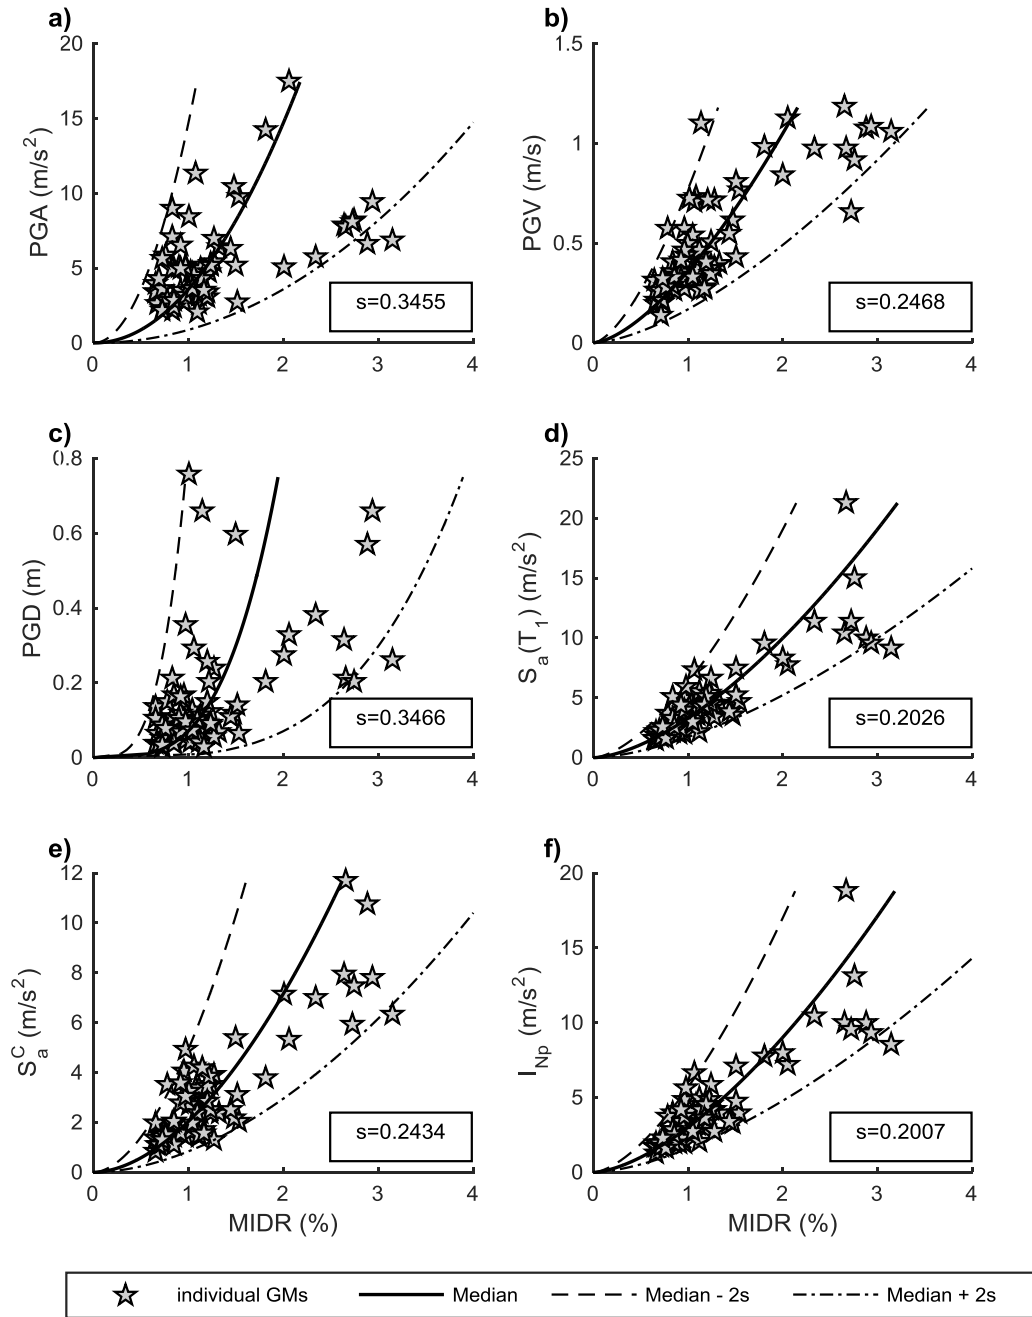 a)
20
15
10
5
0
PGA (m/s²)
0 1 2 3 4
s=0.3455
b)
1.5
1
0.5
0
PGV (m/s)
0 1 2 3 4
s=0.2468
c)
0.8
0.6
0.4
0.2
0
PGD (m)
0 1 2 3 4
s=0.3466
d)
25
20
15
10
5
0
Sa(T1) (m/s²)
0 1 2 3 4
s=0.2026
e)
12
10
8
6
4
2
0
SaC (m/s²)
0 1 2 3 4
MIDR (%)
s=0.2434
f)
20
15
10
5
0
INp (m/s²)
0 1 2 3 4
MIDR (%)
s=0.2007
individual GMs Median Median - 2s Median + 2s